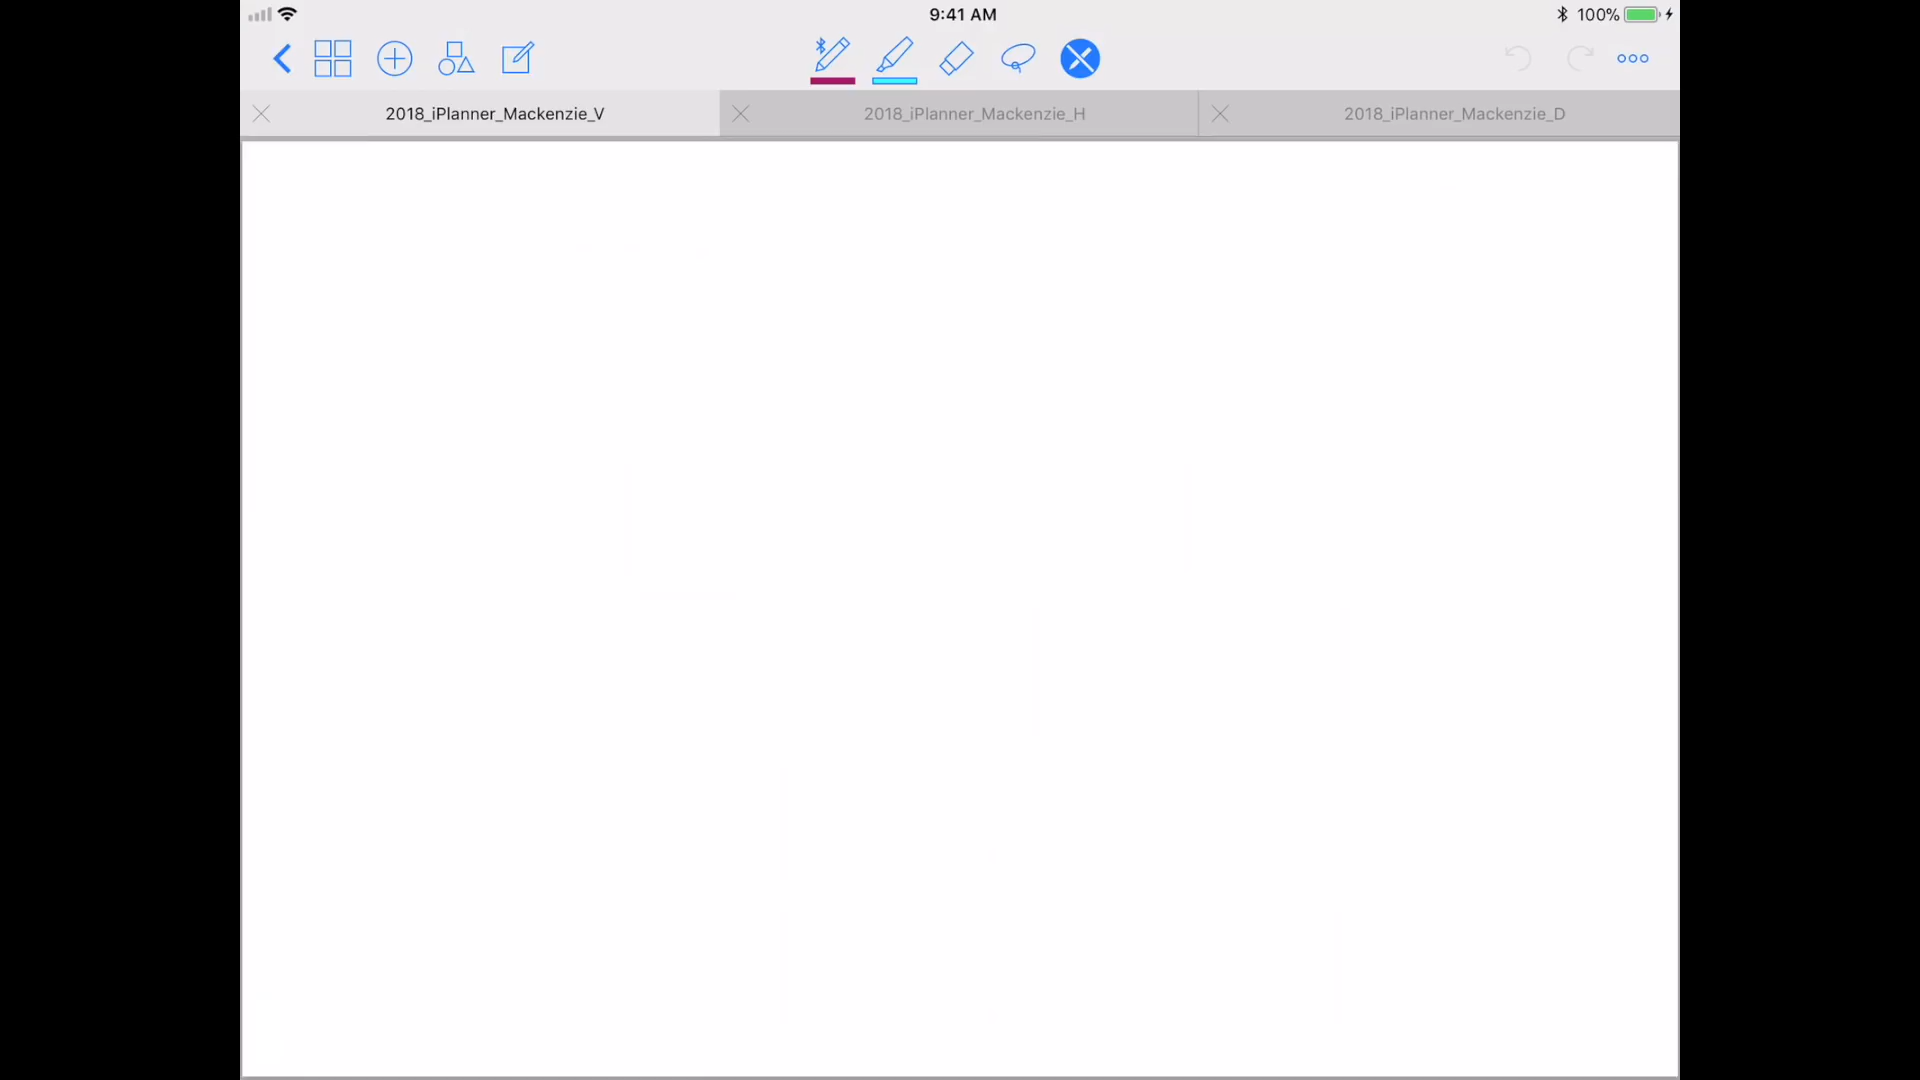 9:41 AM
100%
2018_iPlanner_Mackenzie_V
2018_iPlanner_Mackenzie_H
2018_iPlanner_Mackenzie_D